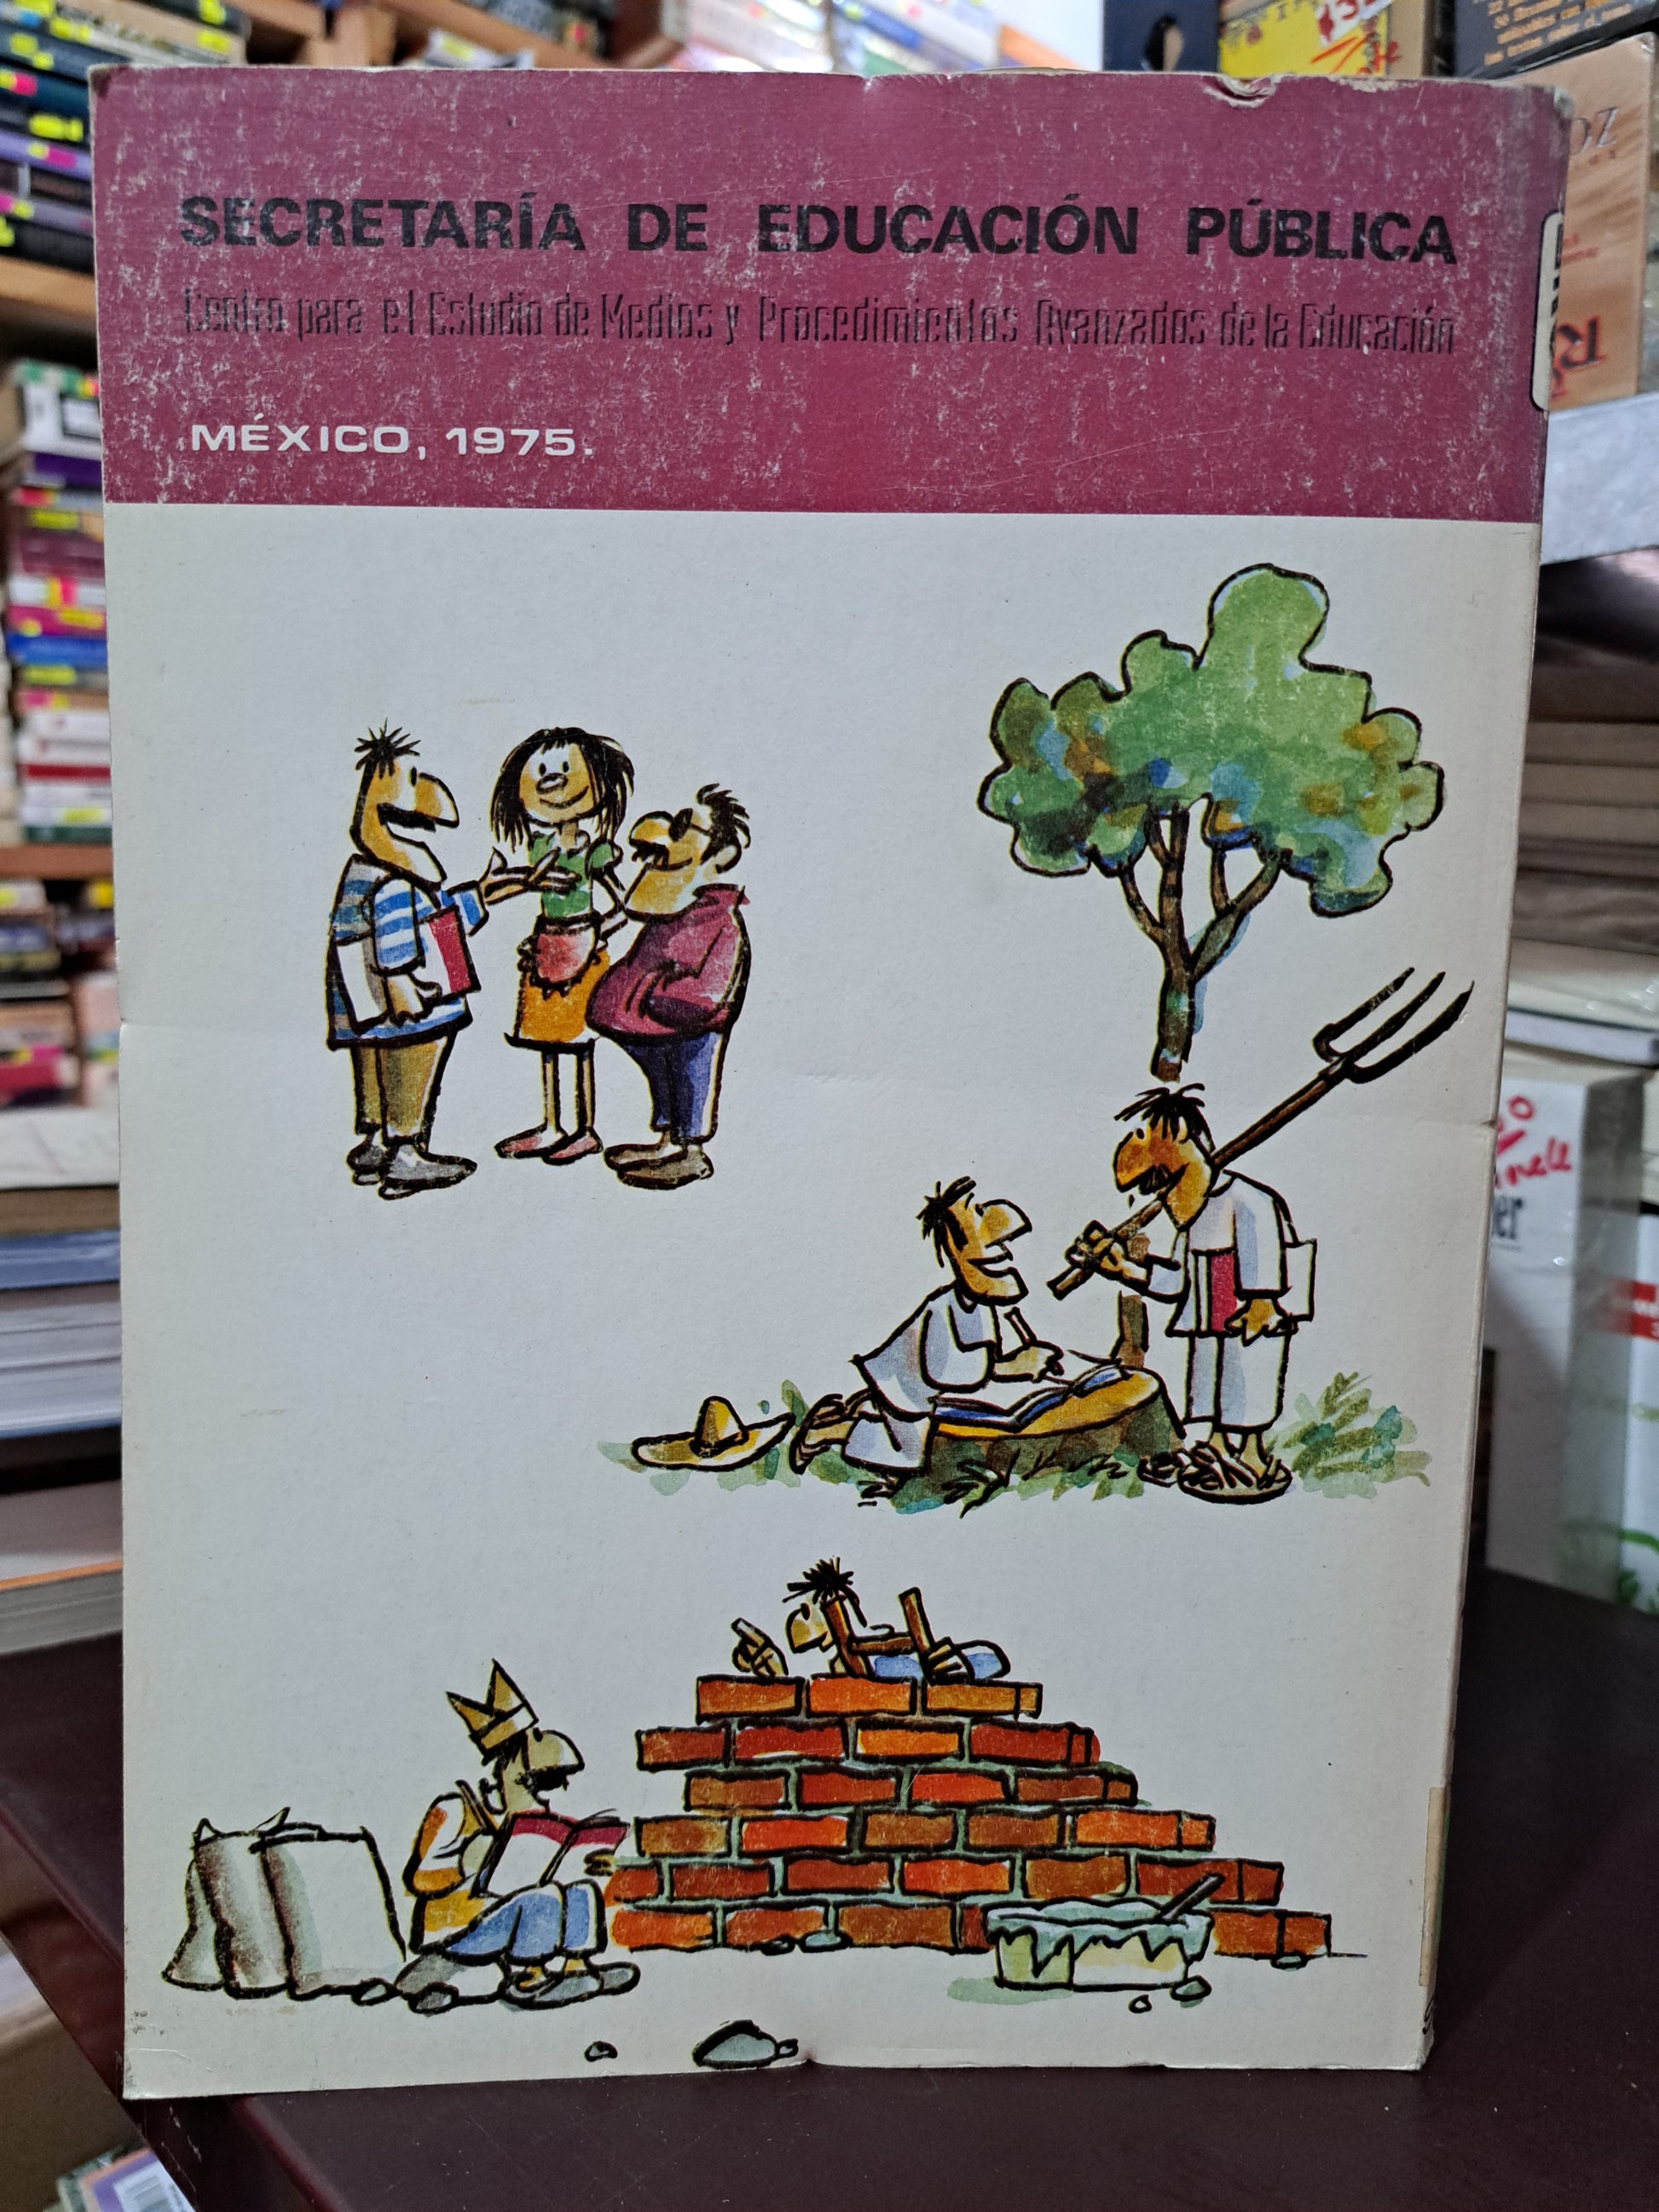 SECRETARÍA DE EDUCACIÓN PÚBLICA
Centro para el Estudio de Medios y Procedimientos Avanzados de la Educación
MÉXICO, 1975.